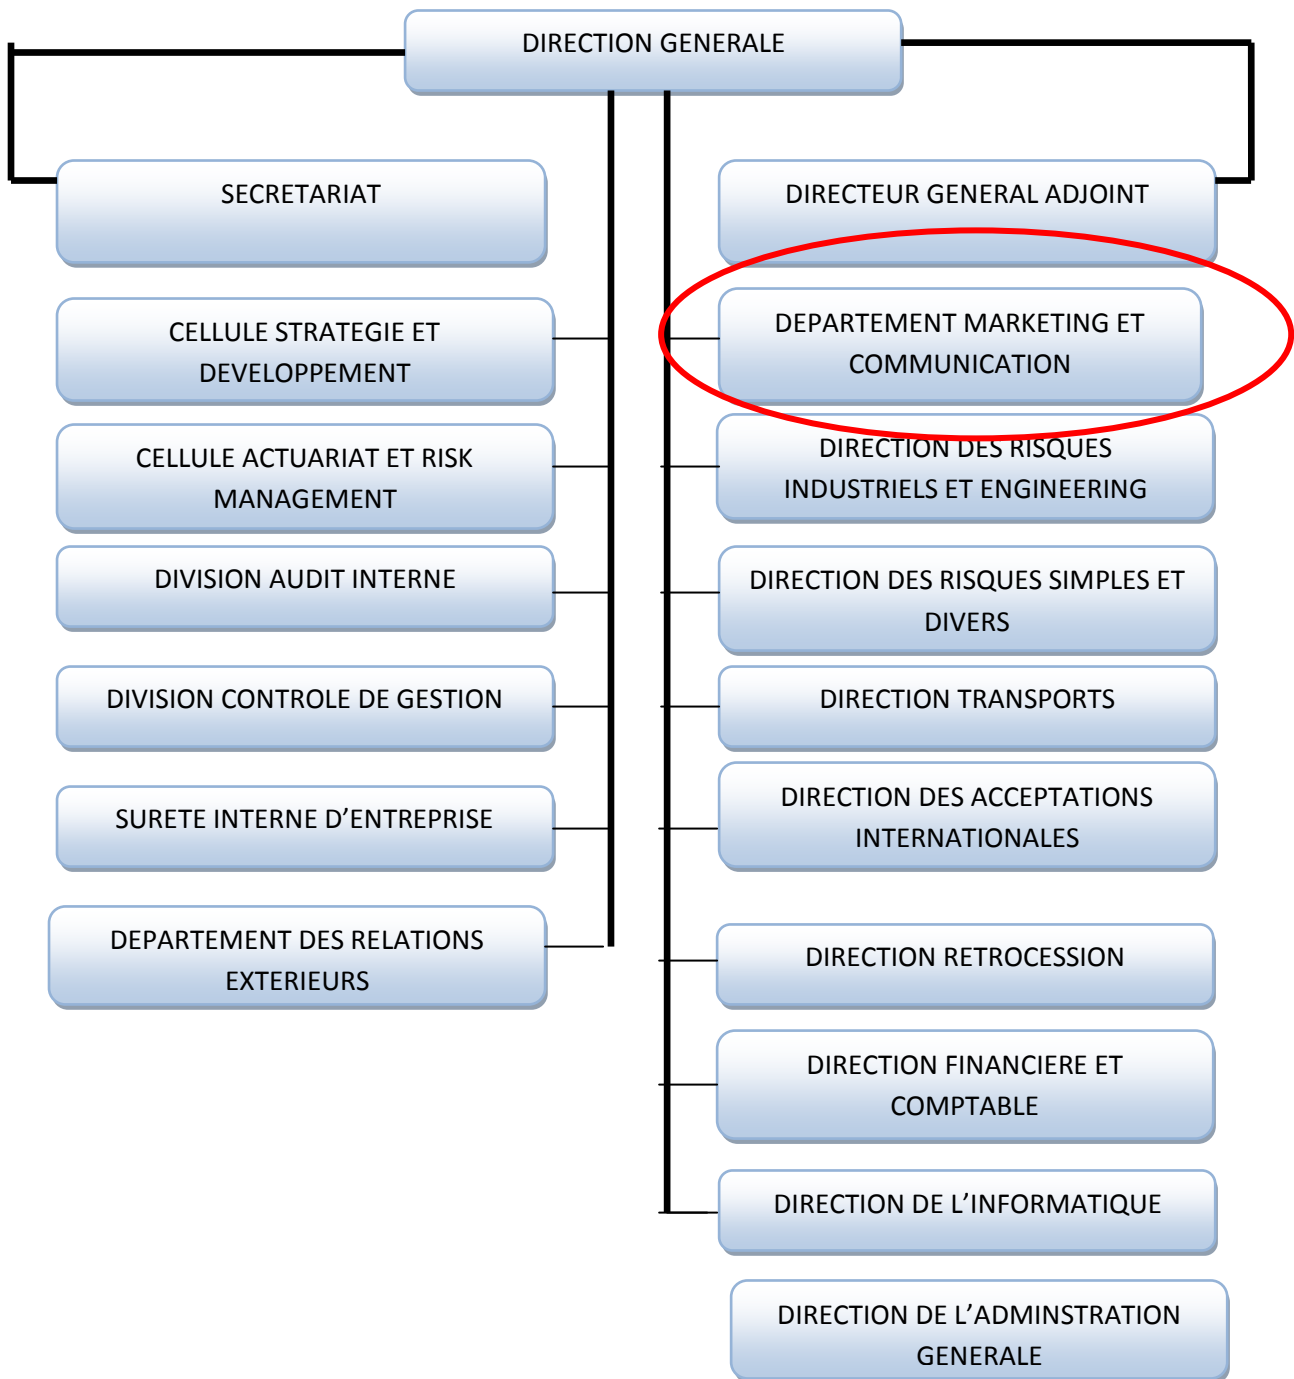 DIRECTION GENERALE
SECRETARIAT
DIRECTEUR GENERAL ADJOINT
CELLULE STRATEGIE ET
DEVELOPPEMENT
DEPARTEMENT MARKETING ET
COMMUNICATION
CELLULE ACTUARIAT ET RISK
MANAGEMENT
DIRECTION DES RISQUES
INDUSTRIELS ET ENGINEERING
DIVISION AUDIT INTERNE
DIRECTION DES RISQUES SIMPLES ET
DIVERS
DIVISION CONTROLE DE GESTION
DIRECTION TRANSPORTS
SURETE INTERNE D’ENTREPRISE
DIRECTION DES ACCEPTATIONS
INTERNATIONALES
DEPARTEMENT DES RELATIONS
EXTERIEURS
DIRECTION RETROCESSION
DIRECTION FINANCIERE ET
COMPTABLE
DIRECTION DE L’INFORMATIQUE
DIRECTION DE L’ADMINSTRATION
GENERALE